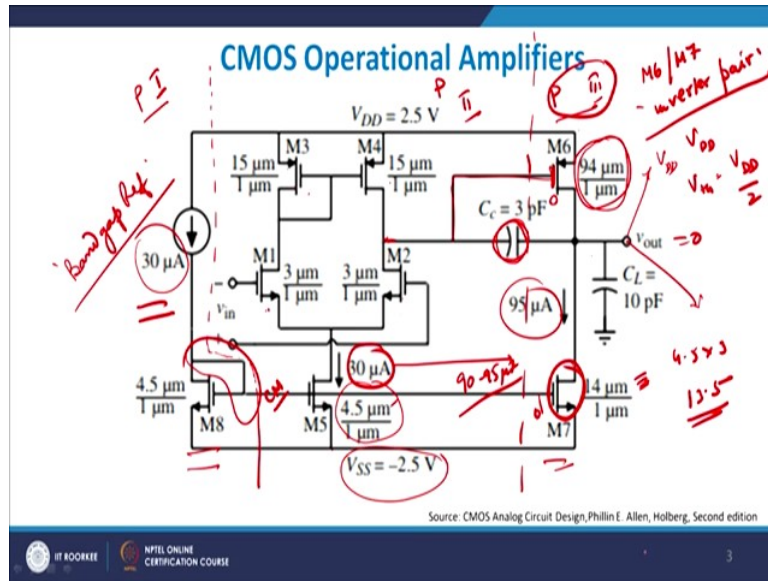 CMOS Operational Amplifiers
P I
P
II
P III
M6/M7
- inverter pair.
VDD = 2.5 V
VDD
VDD
Vth = VDD/2
M3
M4
M6
15 µm
1 µm
15 µm
1 µm
94 µm
1 µm
Bandgap Ref.
Cc = 3 pF
0
vout = 0
30 µA
M1
M2
3 µm
1 µm
3 µm
1 µm
vin
CL =
10 pF
95 µA
30 µA
90-95 µA
4.5 x 3
13.5
4.5 µm
1 µm
CM
4.5 µm
1 µm
14 µm
1 µm
M8
M5
M7
VSS = -2.5 V
Source: CMOS Analog Circuit Design,Phillin E. Allen, Holberg, Second edition
IIT ROORKEE
NPTEL ONLINE
CERTIFICATION COURSE
3